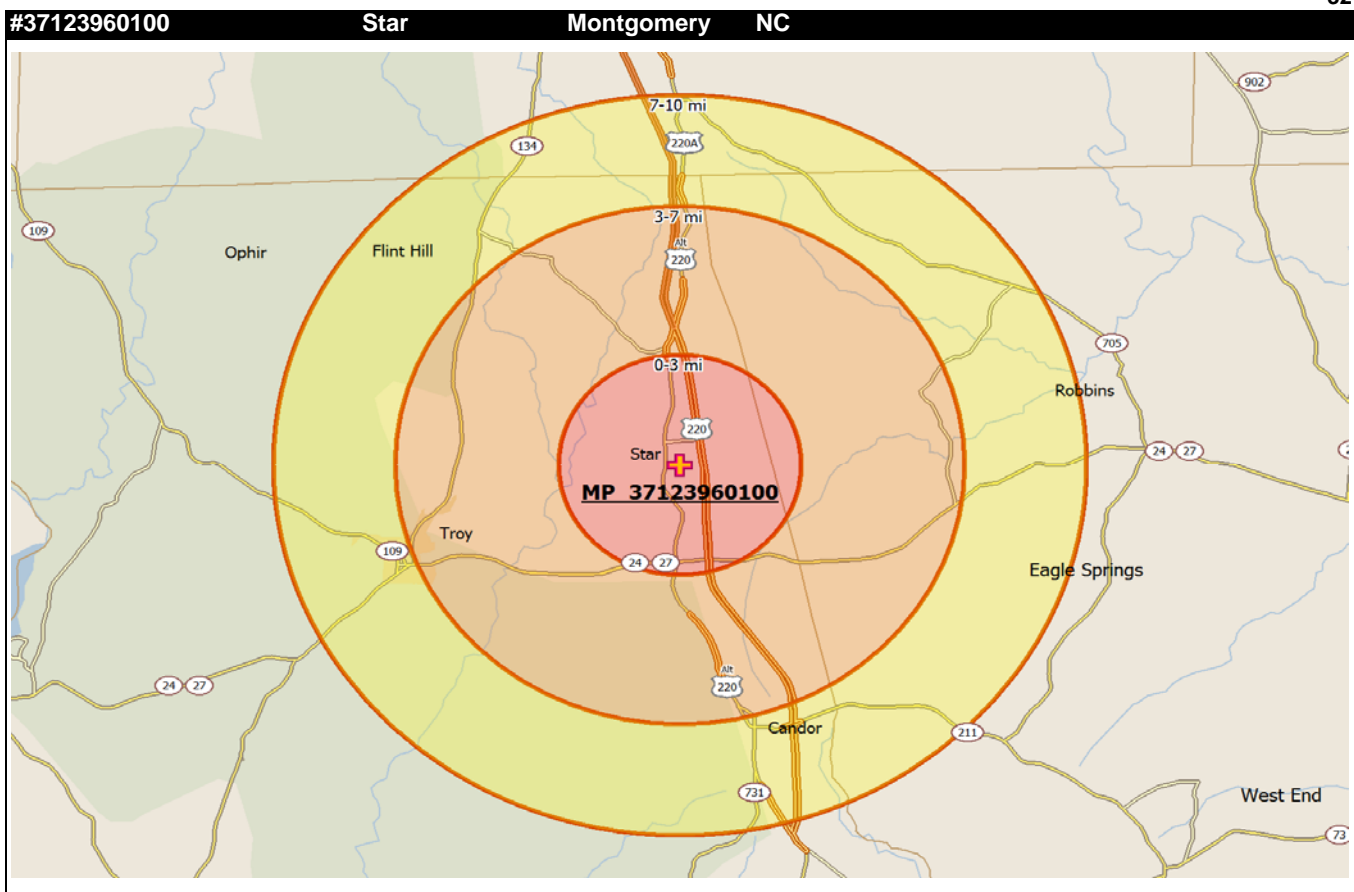 #37123960100 Star Montgomery NC
7-10 mi
902
134
220A
3-7 mi
109
Ophir
Flint Hill
Alt
220
705
0-3 mi
Robbins
220
Star
24 27
MP 37123960100
Troy
109
24 27
Eagle Springs
Alt
220
24 27
Candor
211
731
West End
73